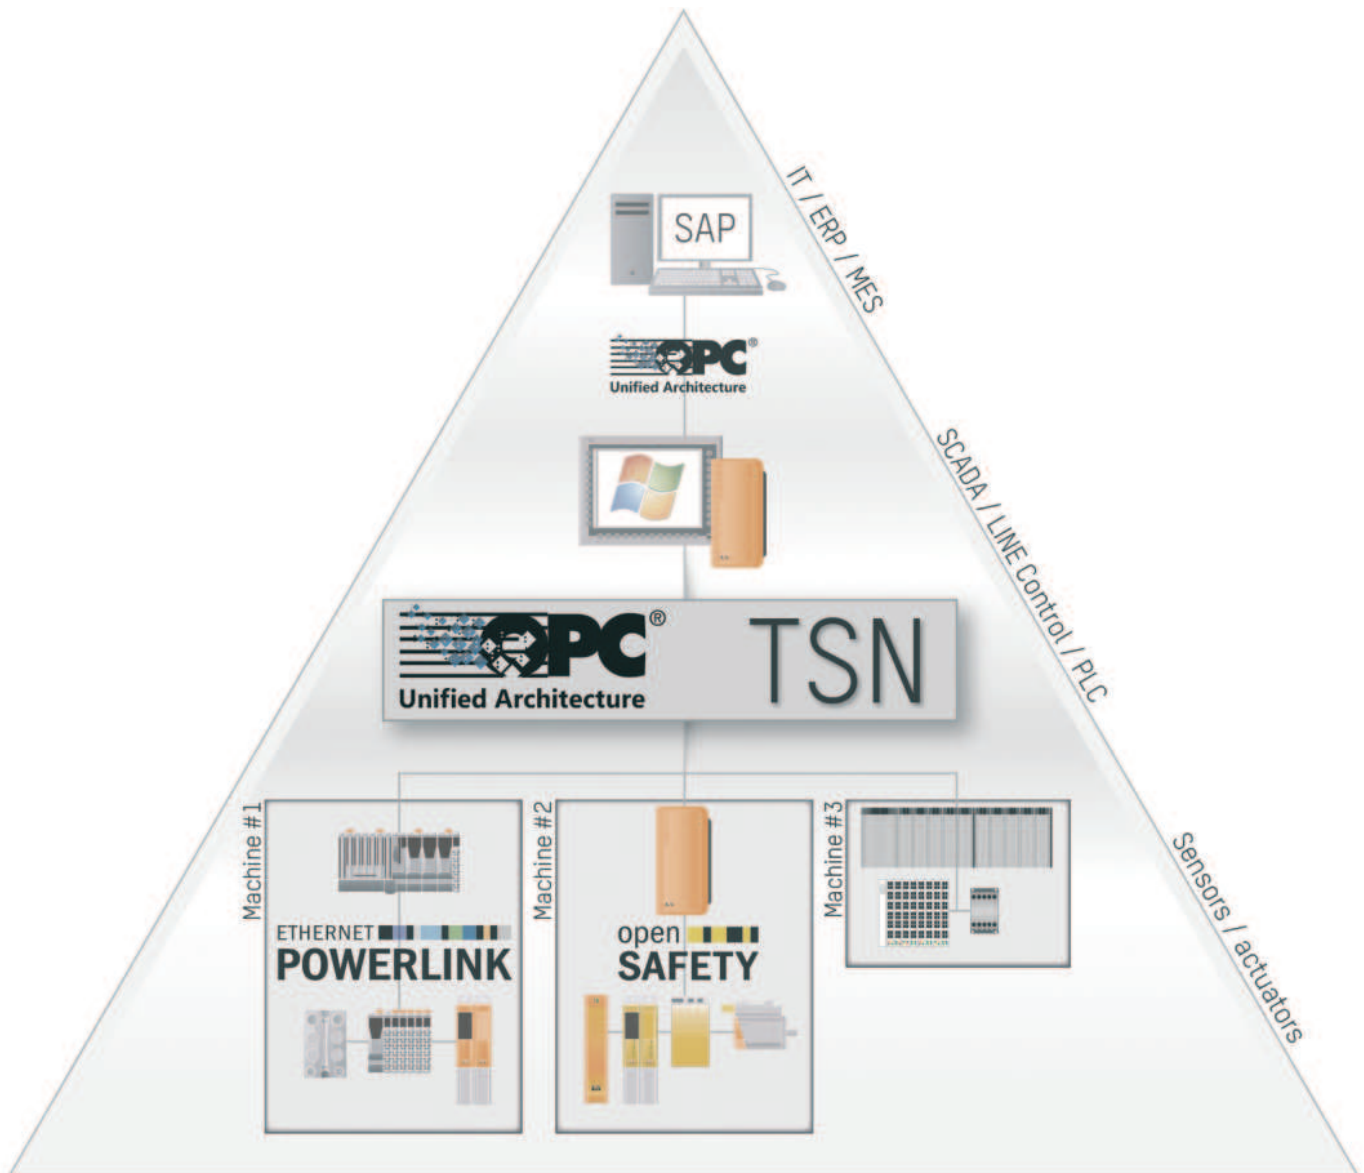 IT / ERP / MES
SAP
OPC®
Unified Architecture
SCADA / LINE Control / PLC
OPC®
Unified Architecture
TSN
Machine #1
ETHERNET
POWERLINK
Machine #2
open
SAFETY
Machine #3
Sensors / actuators